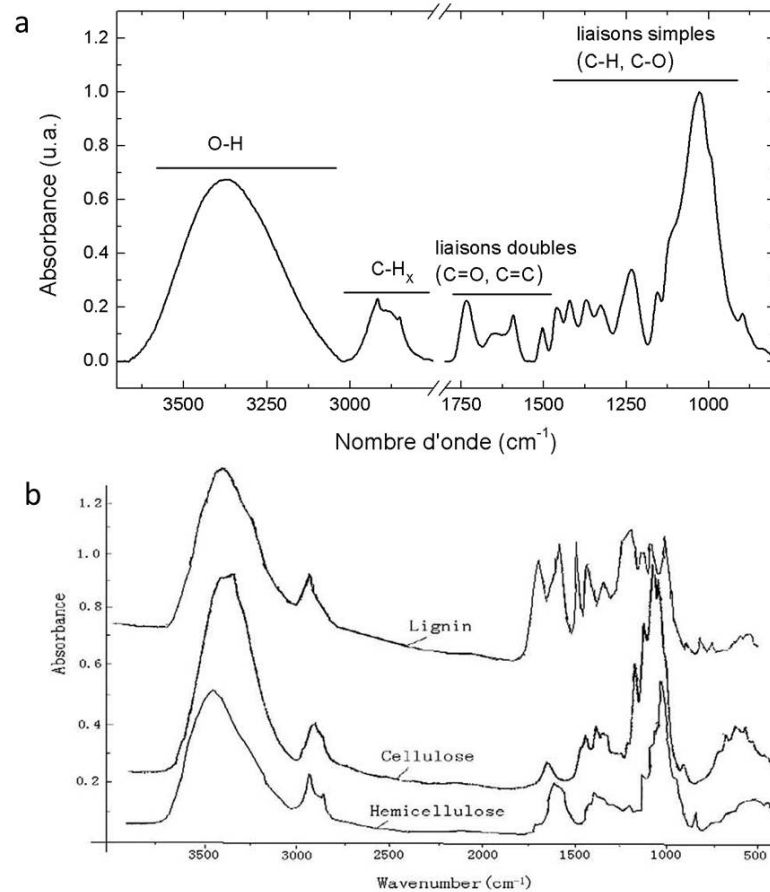 a
1.2
1.0
0.8
0.6
0.4
0.2
0.0
Absorbance (u.a.)
O-H
C-Hx
liaisons doubles
(C=O, C=C)
liaisons simples
(C-H, C-O)
3500 3250 3000 1750 1500 1250 1000
Nombre d'onde (cm⁻¹)
b
1.2
1.0
0.8
0.6
0.4
0.2
Absorbance
Lignin
Cellulose
Hemicellulose
3500 3000 2500 2000 1500 1000 500
Wavenumber (cm⁻¹)